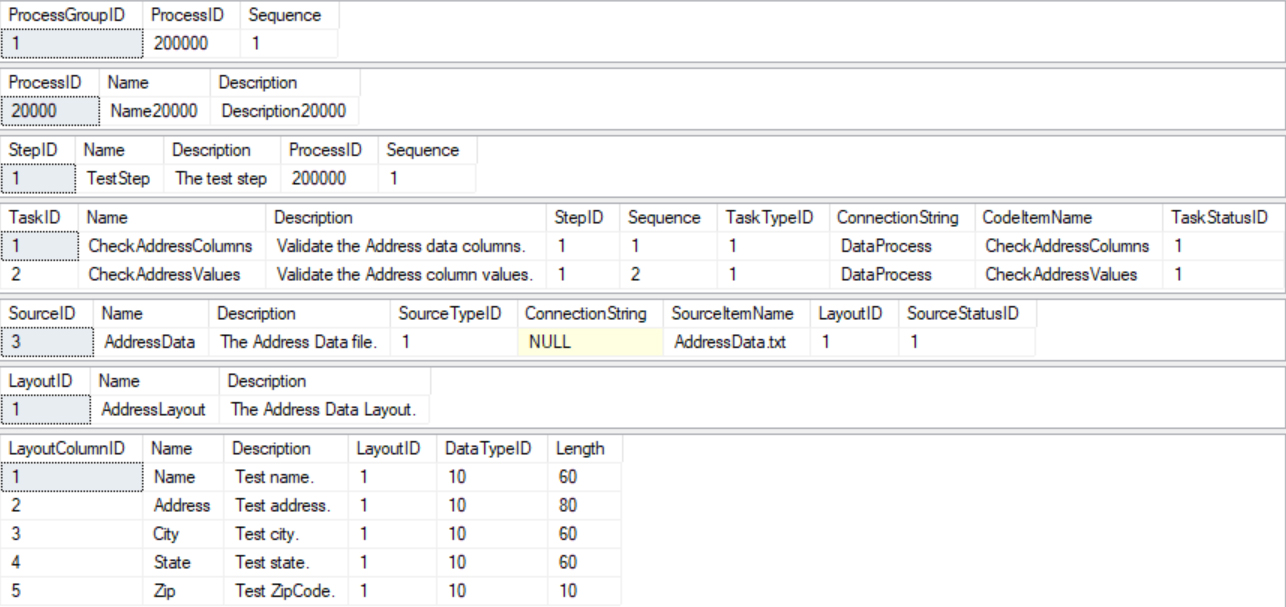 ProcessGroupID ProcessID Sequence
1 200000 1
ProcessID Name Description
20000 Name20000 Description20000
StepID Name Description ProcessID Sequence
1 TestStep The test step 200000 1
TaskID Name Description StepID Sequence TaskTypeID ConnectionString CodeItemName TaskStatusID
1 CheckAddressColumns Validate the Address data columns. 1 1 1 DataProcess CheckAddressColumns 1
2 CheckAddressValues Validate the Address column values. 1 2 1 DataProcess CheckAddressValues 1
SourceID Name Description SourceTypeID ConnectionString SourceItemName LayoutID SourceStatusID
3 AddressData The Address Data file. 1 NULL AddressData.txt 1 1
LayoutID Name Description
1 AddressLayout The Address Data Layout.
LayoutColumnID Name Description LayoutID DataTypeID Length
1 Name Test name. 1 10 60
2 Address Test address. 1 10 80
3 City Test city. 1 10 60
4 State Test state. 1 10 60
5 Zip Test ZipCode. 1 10 10